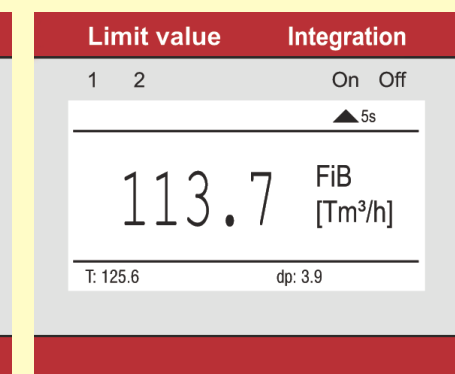 Limit value Integration
1 2 On Off
▲ 5s
113.7 FiB
[Tm³/h]
T: 125.6 dp: 3.9